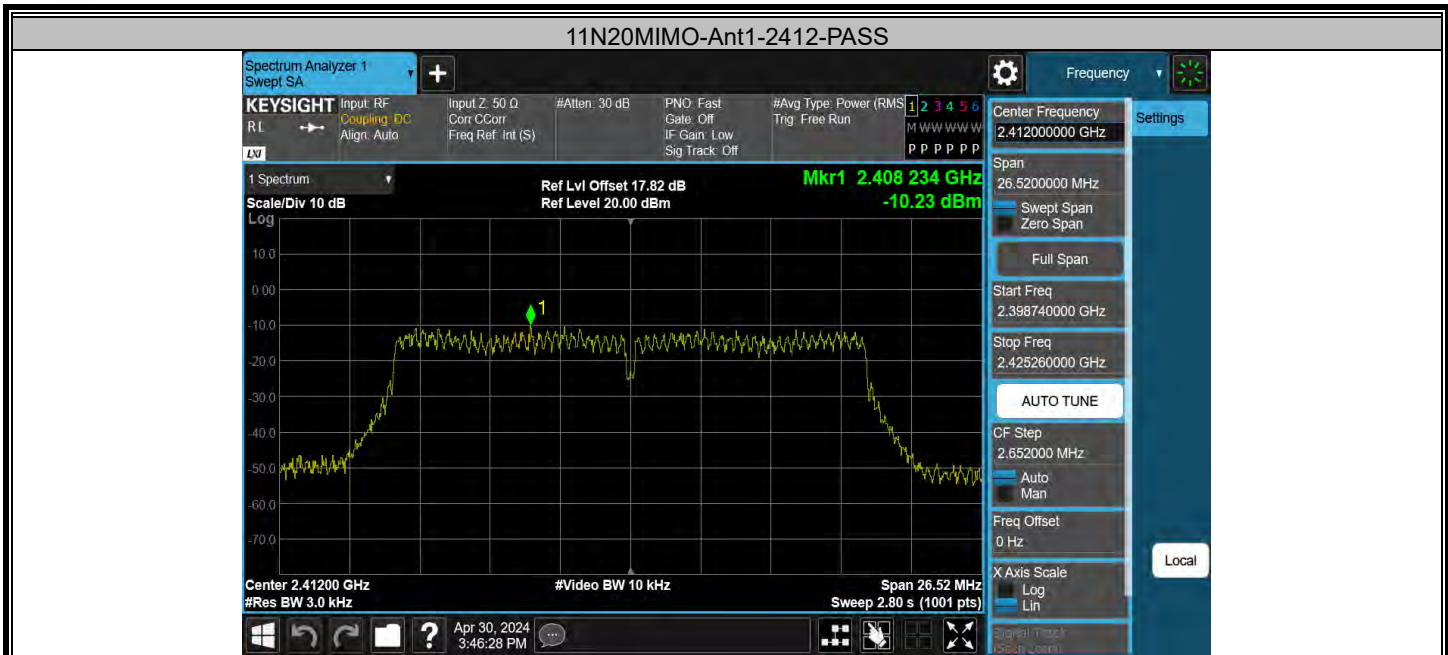 11N20MIMO-Ant1-2412-PASS
Spectrum Analyzer 1
Swept SA
Frequency
KEYSIGHT
RL
LXI
Input: RF
Coupling: DC
Align: Auto
Input Z: 50 Ω
Corr CCorr
Freq Ref: Int (S)
#Atten: 30 dB
PNO: Fast
Gate: Off
IF Gain: Low
Sig Track: Off
#Avg Type: Power (RMS
Trig: Free Run
1 2 3 4 5 6
M W W W W W
P P P P P P
Center Frequency
2.412000000 GHz
Settings
Span
26.5200000 MHz
Swept Span
Zero Span
Full Span
Start Freq
2.398740000 GHz
Stop Freq
2.425260000 GHz
AUTO TUNE
CF Step
2.652000 MHz
Auto
Man
Freq Offset
0 Hz
X Axis Scale
Log
Lin
Local
1 Spectrum
Scale/Div 10 dB
Ref Lvl Offset 17.82 dB
Ref Level 20.00 dBm
Mkr1 2.408 234 GHz
-10.23 dBm
Log
10.0
0.00
-10.0
-20.0
-30.0
-40.0
-50.0
-60.0
-70.0
1
Center 2.41200 GHz
#Res BW 3.0 kHz
#Video BW 10 kHz
Span 26.52 MHz
Sweep 2.80 s (1001 pts)
Apr 30, 2024
3:46:28 PM